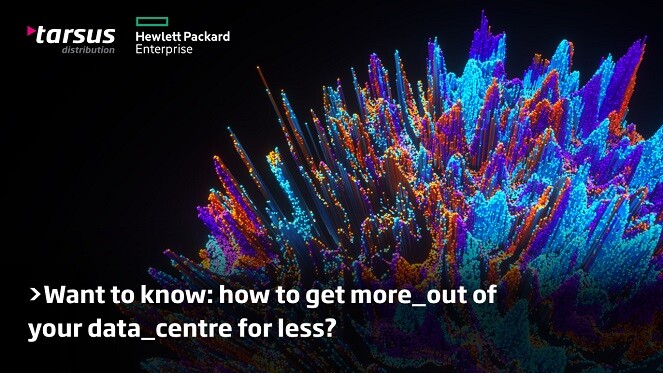 tarsus
distribution
Hewlett Packard
Enterprise
>Want to know: how to get more_out of
your data_centre for less?